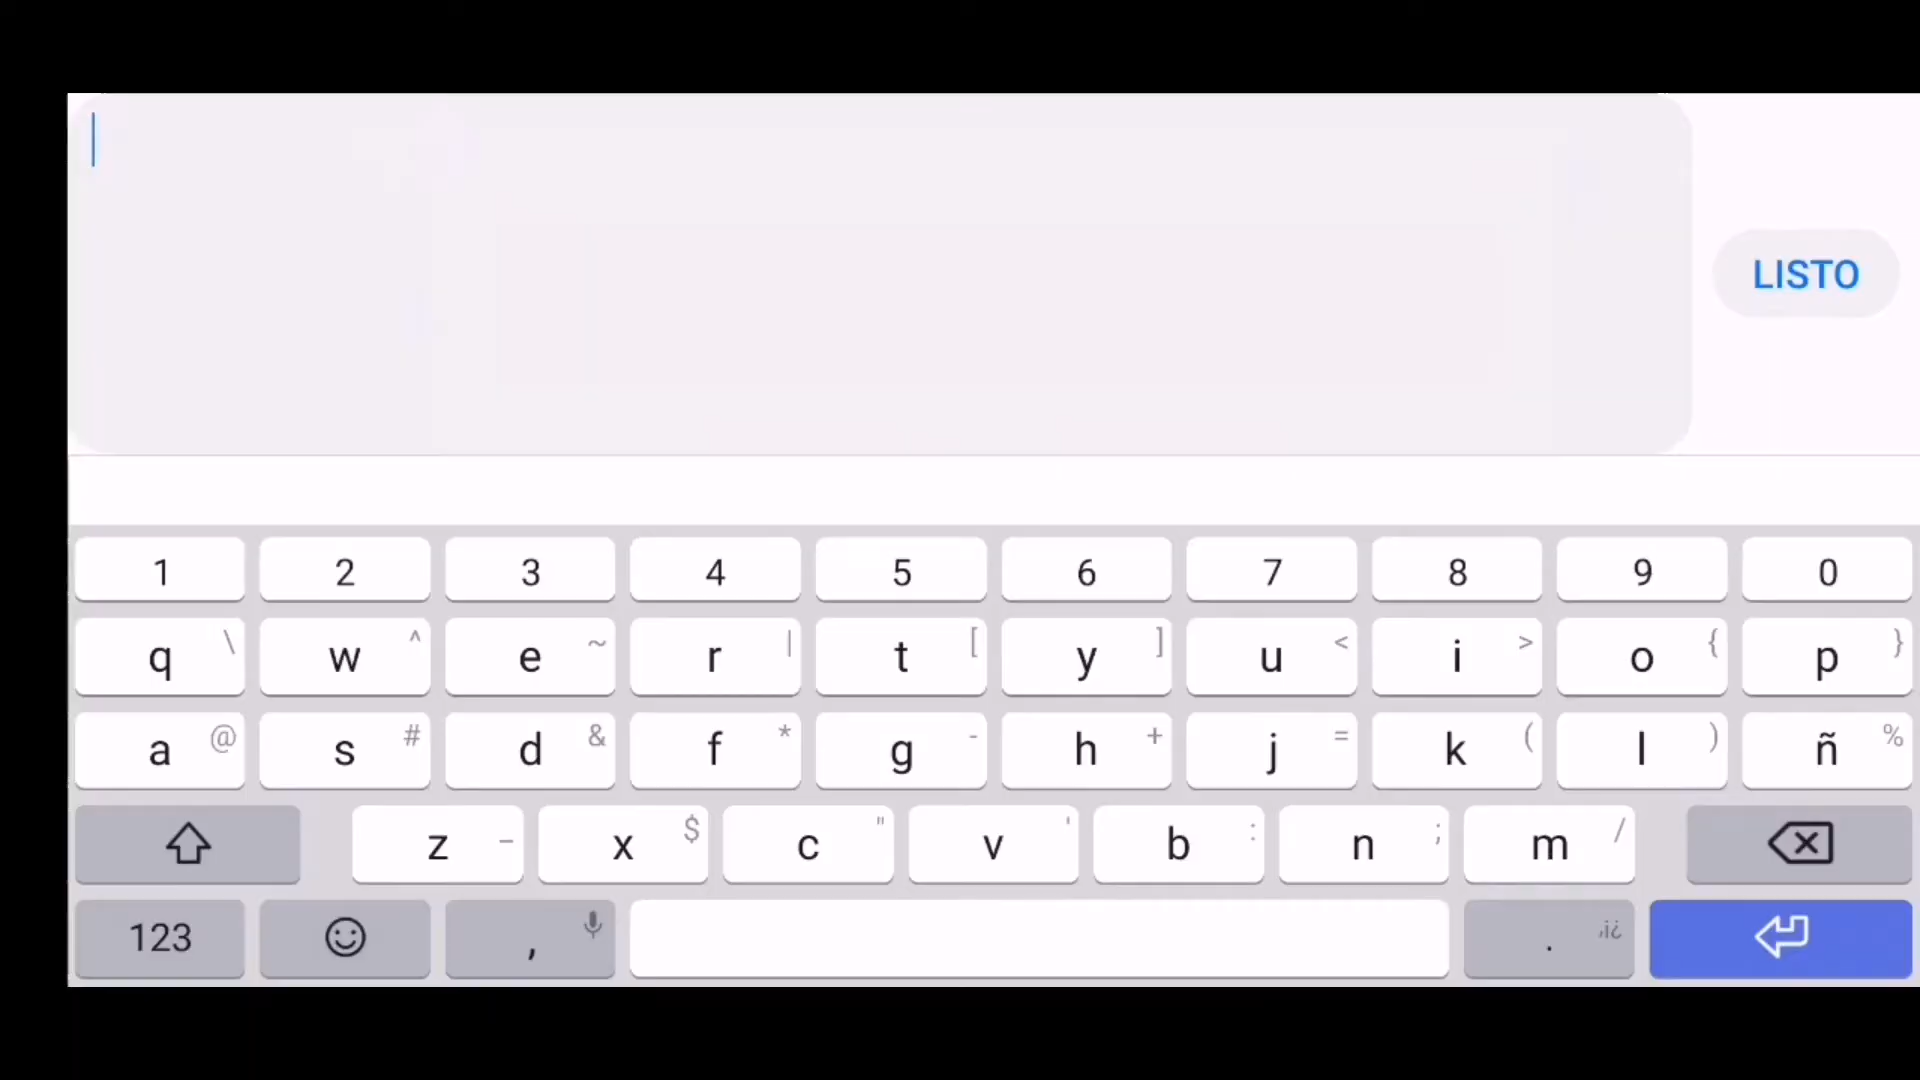 LISTO
1 2 3 4 5 6 7 8 9 0
q \ w ^ e ~ r | t [ y ] u < i > o { p }
a @ s # d & f * g - h + j = k ( l ) ñ %
z _ x $ c " v ' b : n ; m /
123 , . ,¡¿